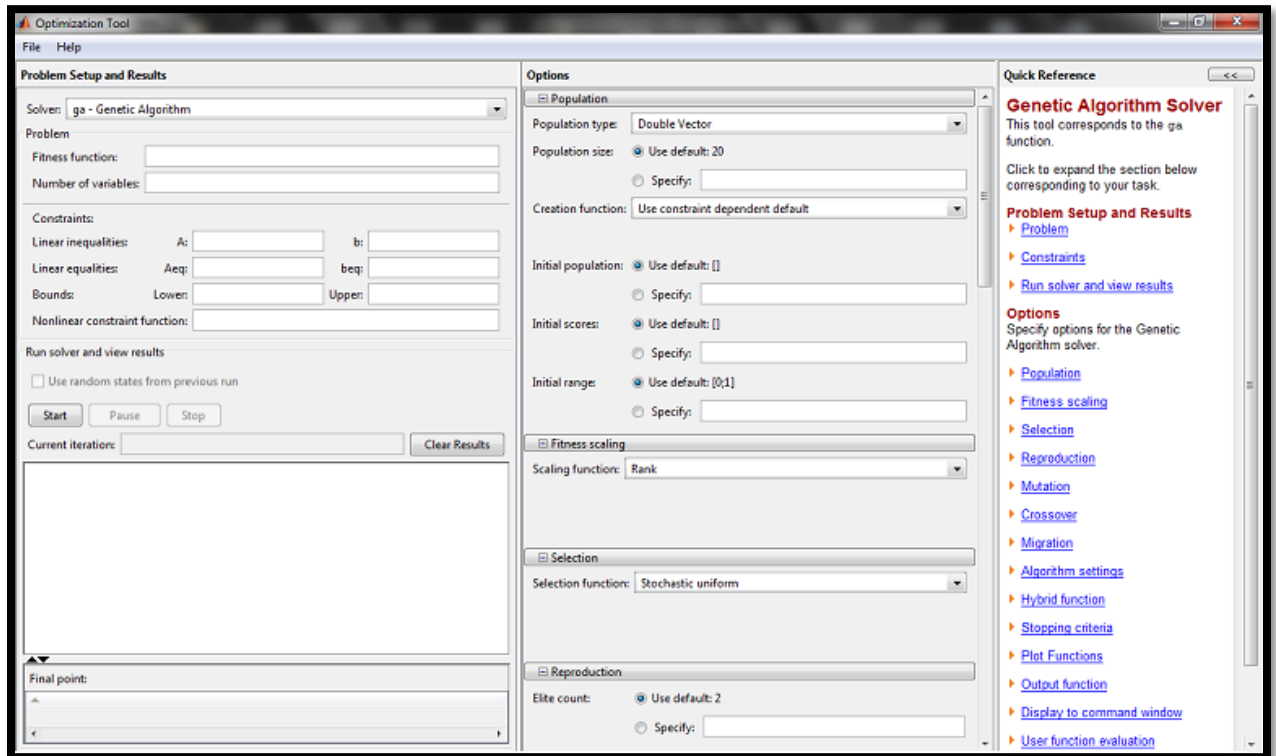 Optimization Tool
File Help
Problem Setup and Results
Solver: ga - Genetic Algorithm
Problem
Fitness function:
Number of variables:
Constraints:
Linear inequalities: A: b:
Linear equalities: Aeq: beq:
Bounds: Lower: Upper:
Nonlinear constraint function:
Run solver and view results
Use random states from previous run
Start Pause Stop
Current iteration: Clear Results
Final point:
Options
Population
Population type: Double Vector
Population size: Use default: 20
Specify:
Creation function: Use constraint dependent default
Initial population: Use default: []
Specify:
Initial scores: Use default: []
Specify:
Initial range: Use default: [0;1]
Specify:
Fitness scaling
Scaling function: Rank
Selection
Selection function: Stochastic uniform
Reproduction
Elite count: Use default: 2
Specify:
Quick Reference <<
Genetic Algorithm Solver
This tool corresponds to the ga
function.
Click to expand the section below
corresponding to your task.
Problem Setup and Results
Problem
Constraints
Run solver and view results
Options
Specify options for the Genetic
Algorithm solver.
Population
Fitness scaling
Selection
Reproduction
Mutation
Crossover
Migration
Algorithm settings
Hybrid function
Stopping criteria
Plot Functions
Output function
Display to command window
User function evaluation